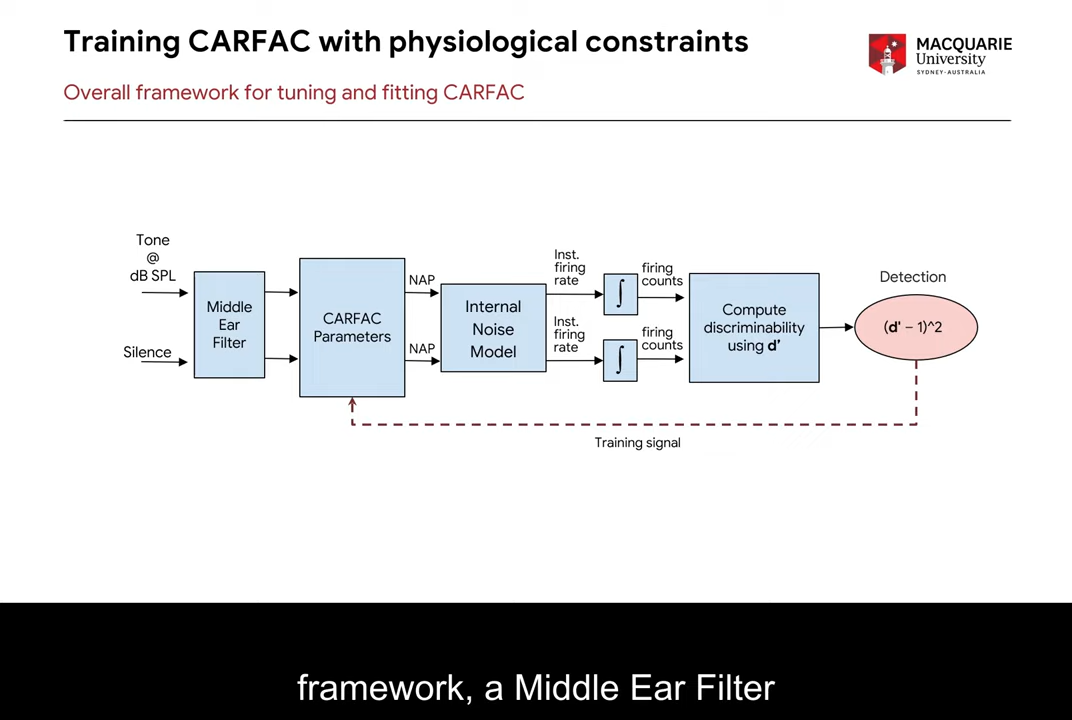 Training CARFAC with physiological constraints
MACQUARIE
University
SYDNEY·AUSTRALIA
Overall framework for tuning and fitting CARFAC
Tone
@
dB SPL
Silence
Middle
Ear
Filter
CARFAC
Parameters
NAP
NAP
Internal
Noise
Model
Inst.
firing
rate
Inst.
firing
rate
∫
∫
firing
counts
firing
counts
Compute
discriminability
using d'
Detection
(d' – 1)^2
Training signal
framework, a Middle Ear Filter